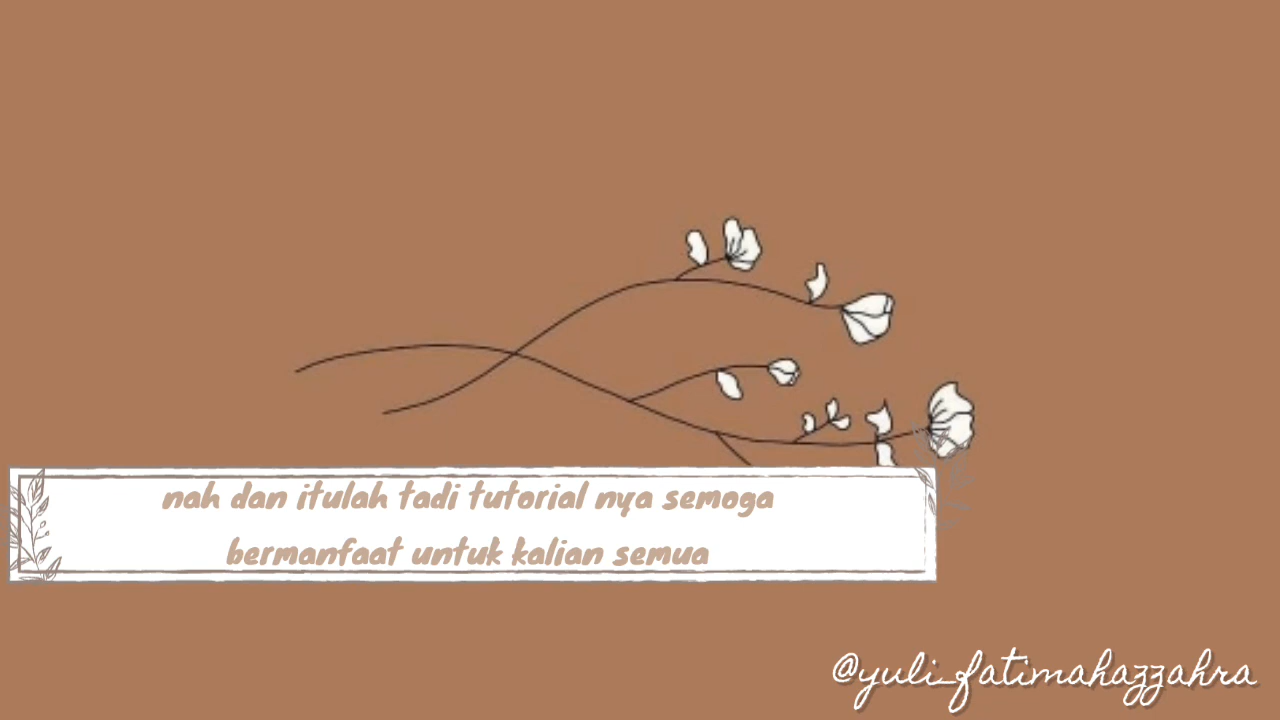 nah dan itulah tadi tutorial nya semoga
bermanfaat untuk kalian semua
@yuli_fatimahazzahra